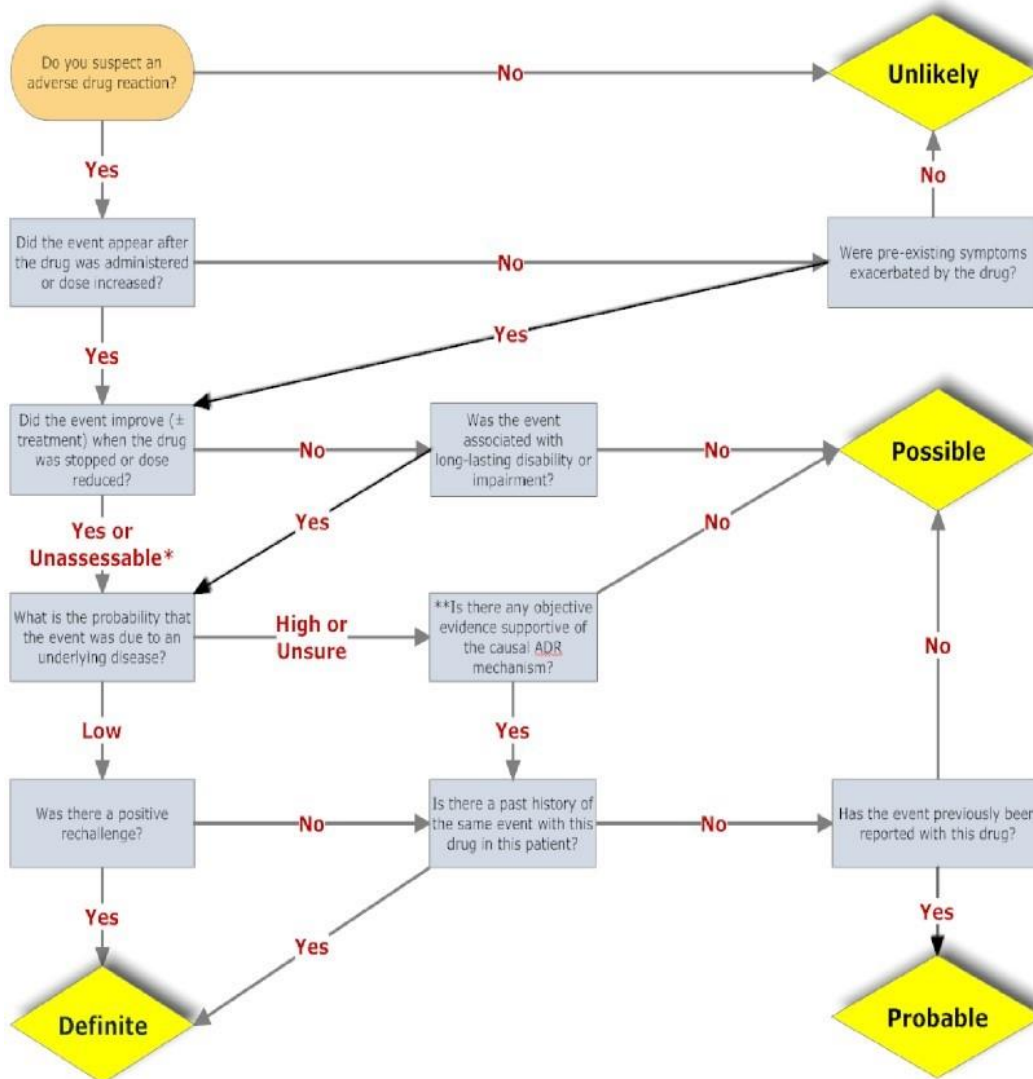 Do you suspect an
adverse drug reaction?
No
Unlikely
Yes
No
Did the event appear after
the drug was administered
or dose increased?
No
Were pre-existing symptoms
exacerbated by the drug?
Yes
Yes
Did the event improve (±
treatment) when the drug
was stopped or dose
reduced?
No
Was the event
associated with
long-lasting disability or
impairment?
No
Possible
Yes or
Unassessable*
Yes
No
What is the probability that
the event was due to an
underlying disease?
High or
Unsure
**Is there any objective
evidence supportive of
the causal ADR
mechanism?
No
Low
Yes
Was there a positive
rechallenge?
No
Is there a past history of
the same event with this
drug in this patient?
No
Has the event previously been
reported with this drug?
Yes
Yes
Yes
Definite
Probable